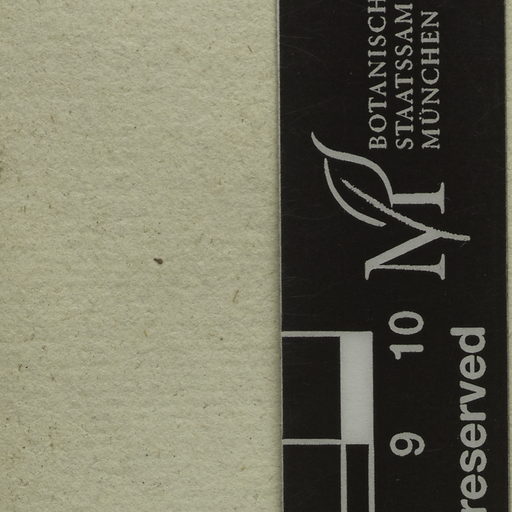 BOTANISCH
STAATSSAM
MÜNCHEN
M
9 10
reserved